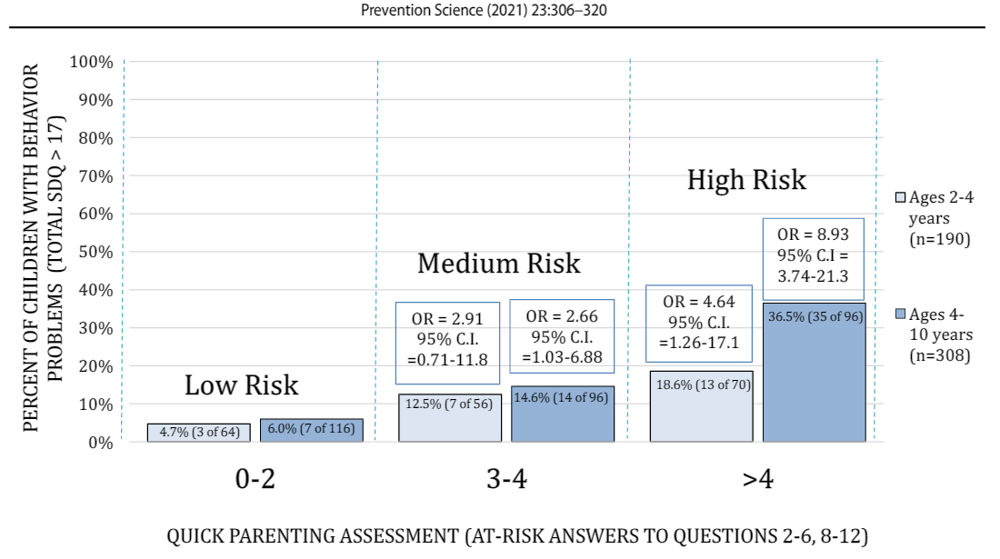 Prevention Science (2021) 23:306–320
PERCENT OF CHILDREN WITH BEHAVIOR
PROBLEMS (TOTAL SDQ > 17)
100%
90%
80%
70%
60%
50%
40%
30%
20%
10%
0%
Low Risk
4.7% (3 of 64)
6.0% (7 of 116)
Medium Risk
OR = 2.91
95% C.I.
=0.71-11.8
12.5% (7 of 56)
OR = 2.66
95% C.I.
=1.03-6.88
14.6% (14 of 96)
High Risk
OR = 4.64
95% C.I.
=1.26-17.1
18.6% (13 of 70)
OR = 8.93
95% C.I =
3.74-21.3
36.5% (35 of 96)
Ages 2-4
years
(n=190)
Ages 4-
10 years
(n=308)
0-2
3-4
>4
QUICK PARENTING ASSESSMENT (AT-RISK ANSWERS TO QUESTIONS 2-6, 8-12)